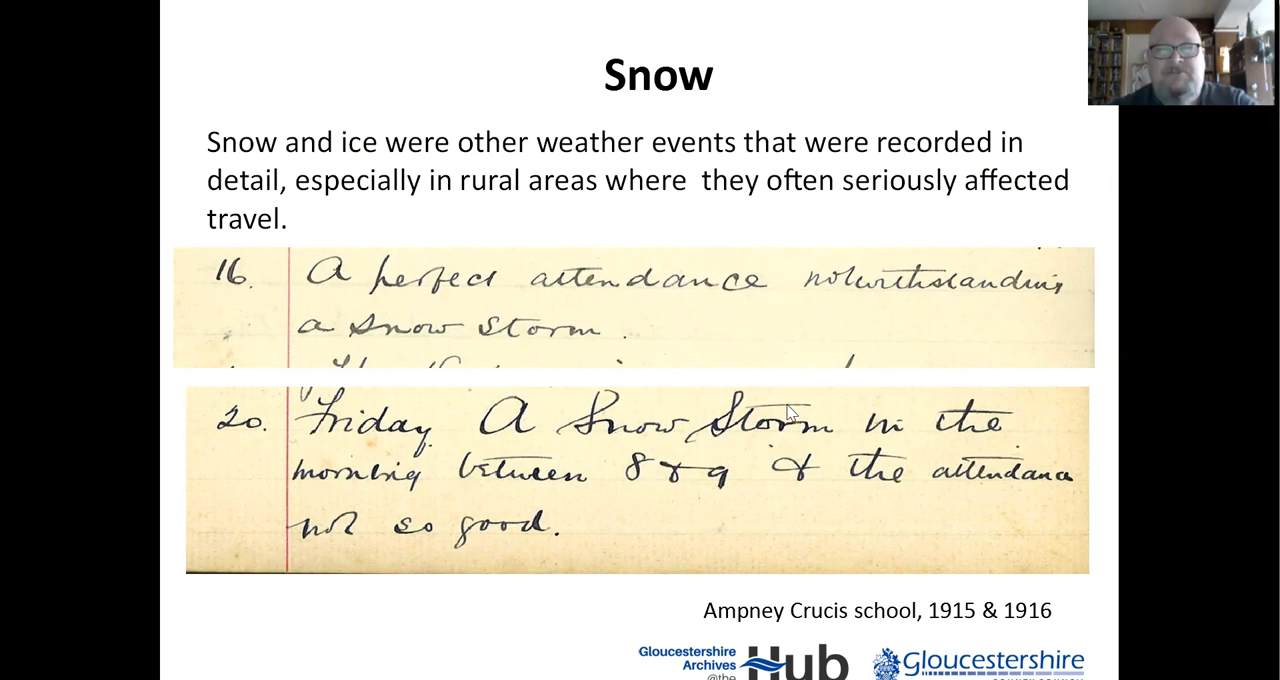 Snow
Snow and ice were other weather events that were recorded in
detail, especially in rural areas where they often seriously affected
travel.
16. A perfect attendance notwithstanding
a snow storm.
20. Friday. A Snow Storm in the
morning between 8 & 9 & the attendance
not so good.
Ampney Crucis school, 1915 & 1916
Gloucestershire
Archives
@the
Hub
Gloucestershire